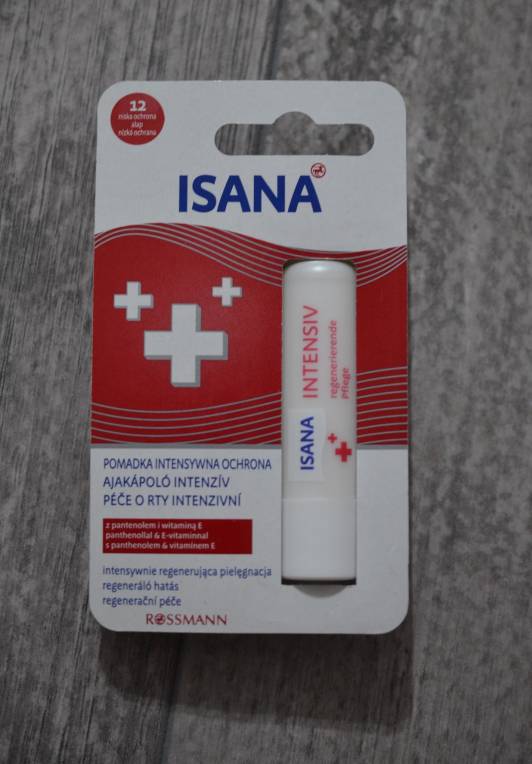 12
niska ochrona
alap
nízká ochrana
ISANA
INTENSIV
regenerierende
Pflege
ISANA
POMADKA INTENSYWNA OCHRONA
AJAKÁPOLÓ INTENZÍV
PÉČE O RTY INTENZIVNÍ
z pantenolem i witaminą E
panthenollal & E-vitaminnal
s panthenolem & vitaminem E
intensywnie regenerująca pielęgnacja
regeneráló hatás
regenerační péče
ROSSMANN